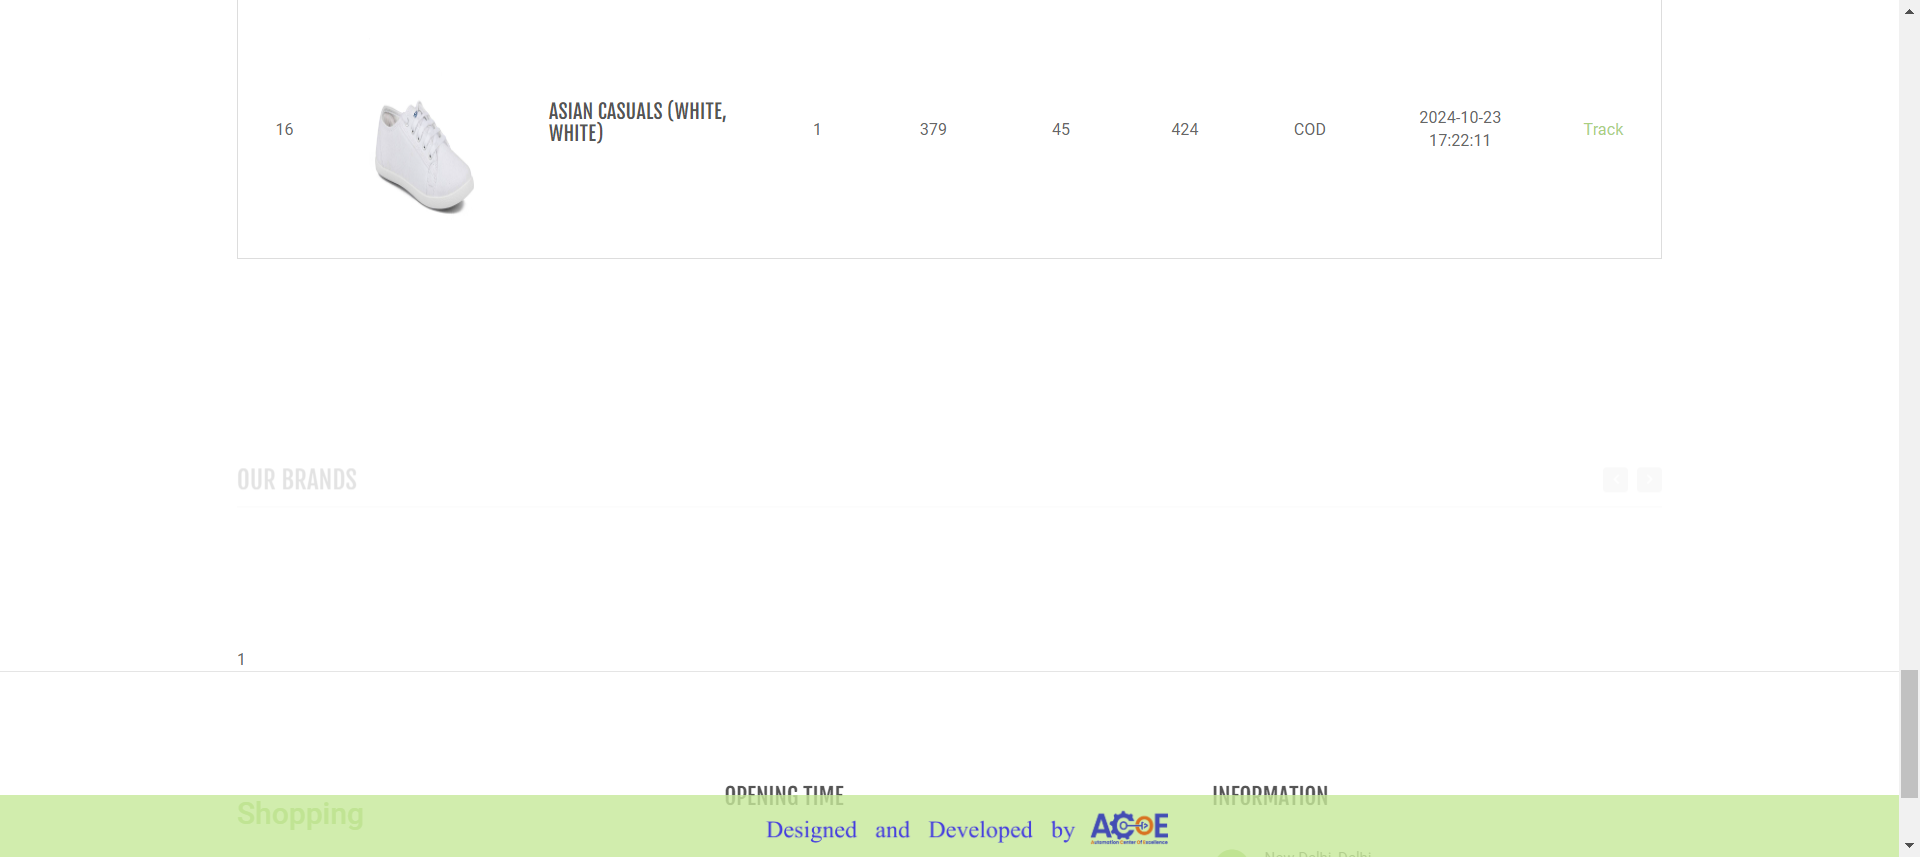 16
ASIAN CASUALS (WHITE,
WHITE)
1
379
45
424
COD
2024-10-23
17:22:11
Track
OUR BRANDS
1
OPENING TIME
INFORMATION
Shopping
Designed and Developed by ACOE
Automation Center Of Excellence
New Delhi, Delhi